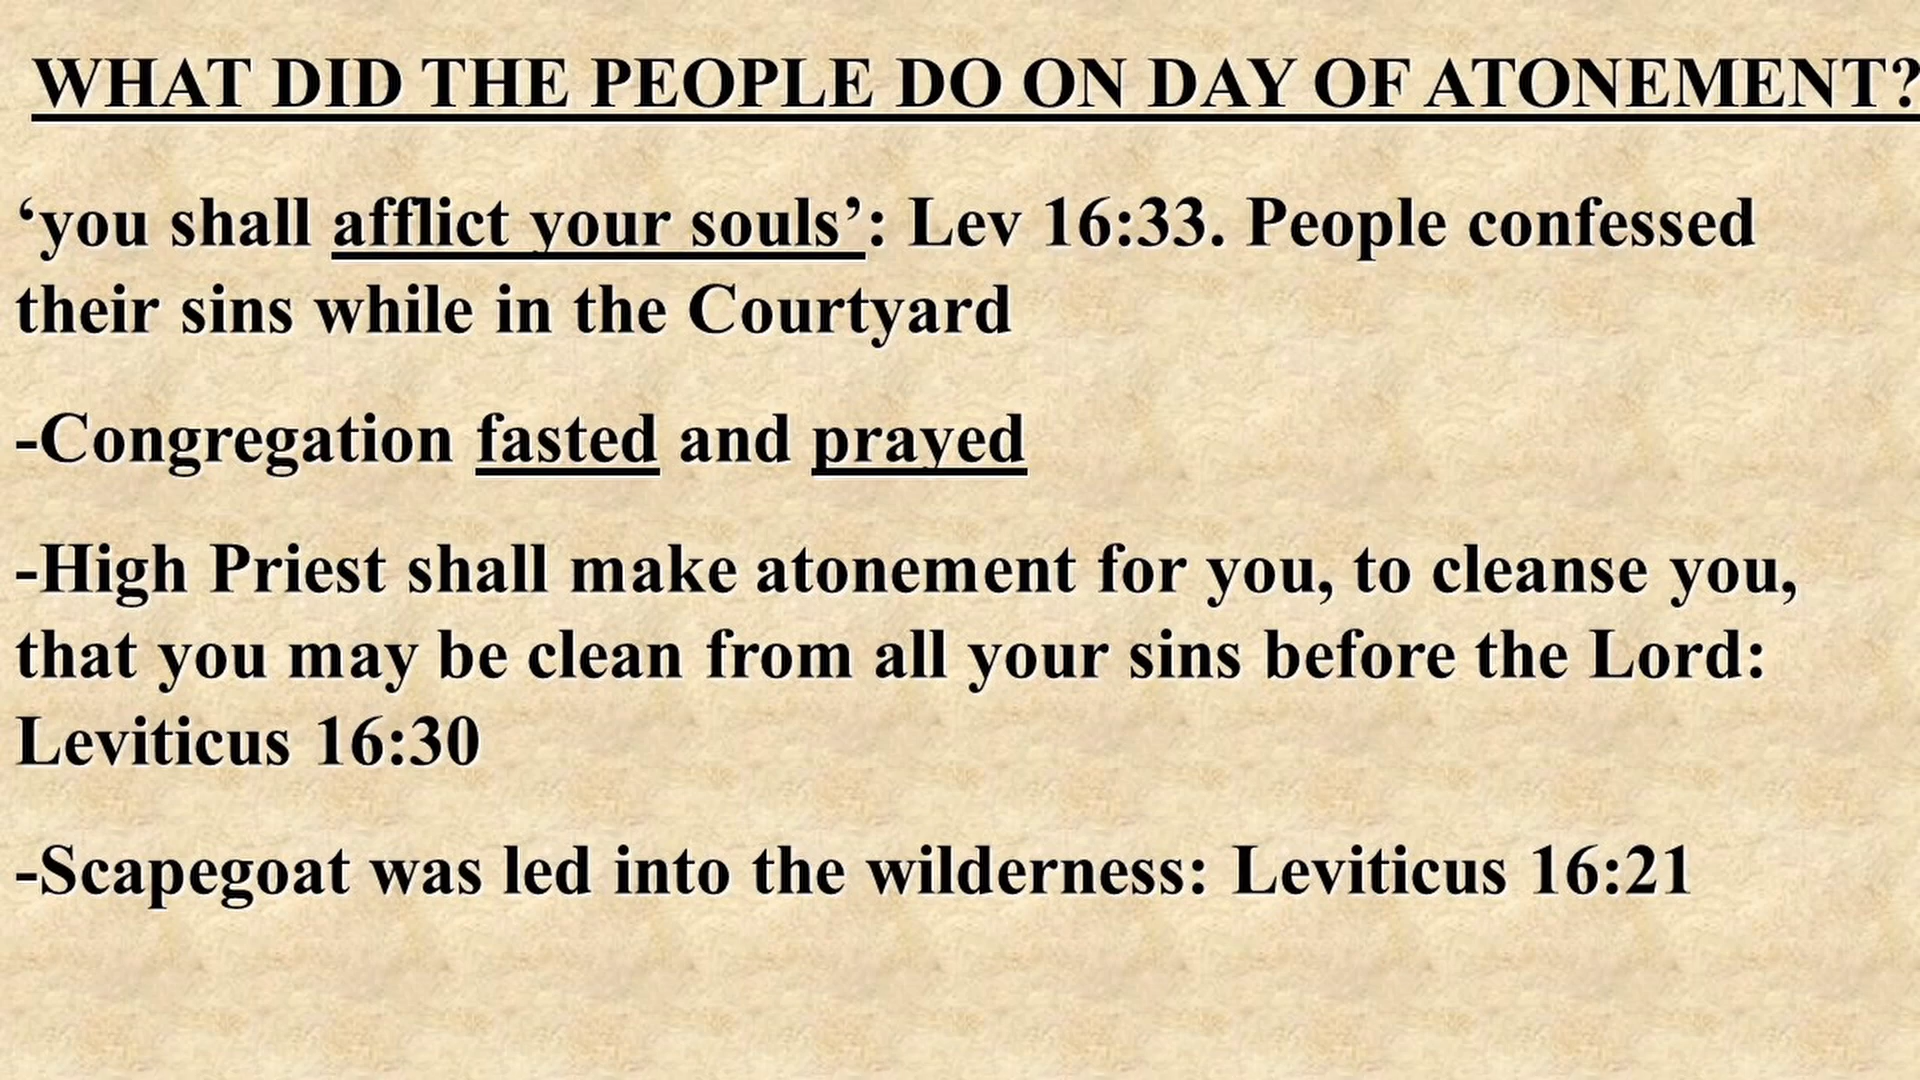 WHAT DID THE PEOPLE DO ON DAY OF ATONEMENT?
‘you shall afflict your souls’: Lev 16:33. People confessed
their sins while in the Courtyard
-Congregation fasted and prayed
-High Priest shall make atonement for you, to cleanse you,
that you may be clean from all your sins before the Lord:
Leviticus 16:30
-Scapegoat was led into the wilderness: Leviticus 16:21